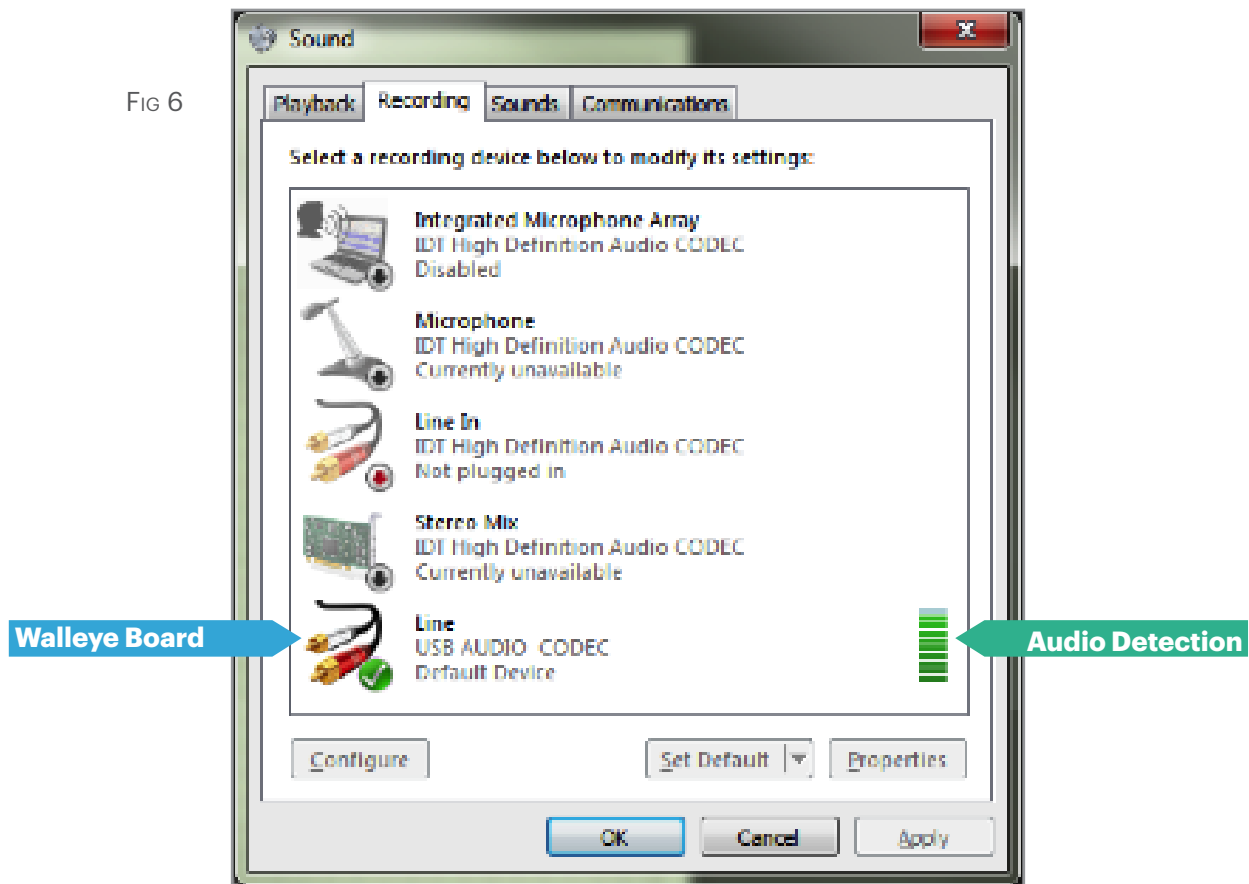 Sound
Fig 6
Playback Recording Sounds Communications
Select a recording device below to modify its settings:
Integrated Microphone Array
IDT High Definition Audio CODEC
Disabled
Microphone
IDT High Definition Audio CODEC
Currently unavailable
Line In
IDT High Definition Audio CODEC
Not plugged in
Stereo Mix
IDT High Definition Audio CODEC
Currently unavailable
Walleye Board
Line
USB AUDIO CODEC
Default Device
Audio Detection
Configure Set Default Properties
OK Cancel Apply